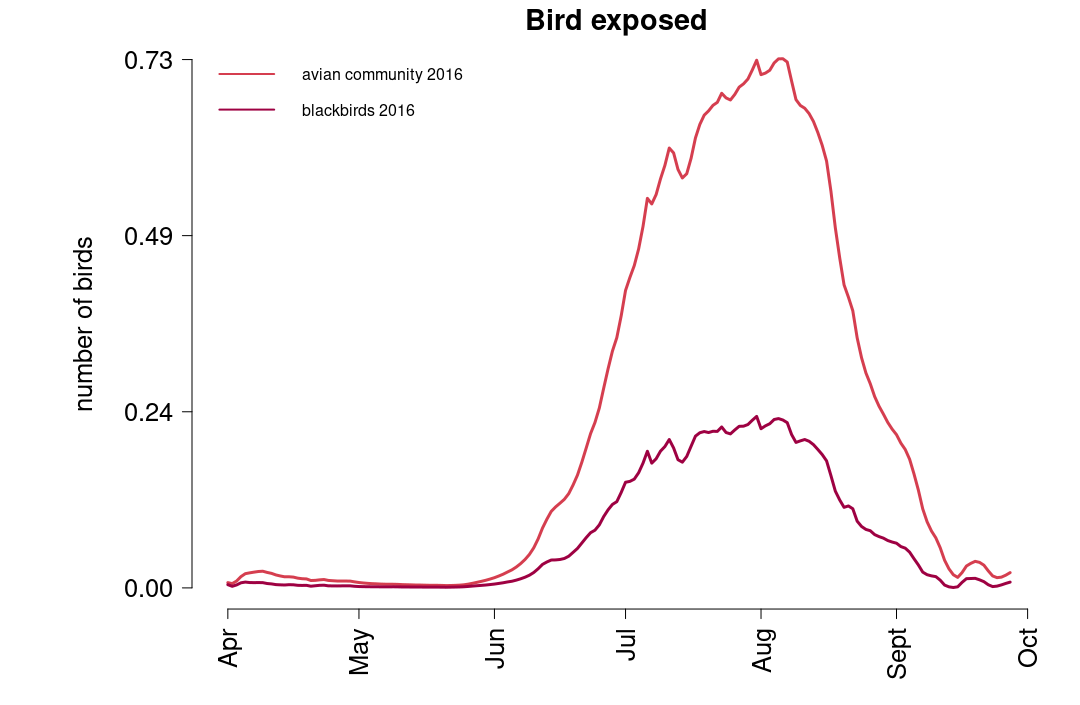 Bird exposed
avian community 2016
blackbirds 2016
number of birds
0.73
0.49
0.24
0.00
Apr
May
Jun
Jul
Aug
Sept
Oct